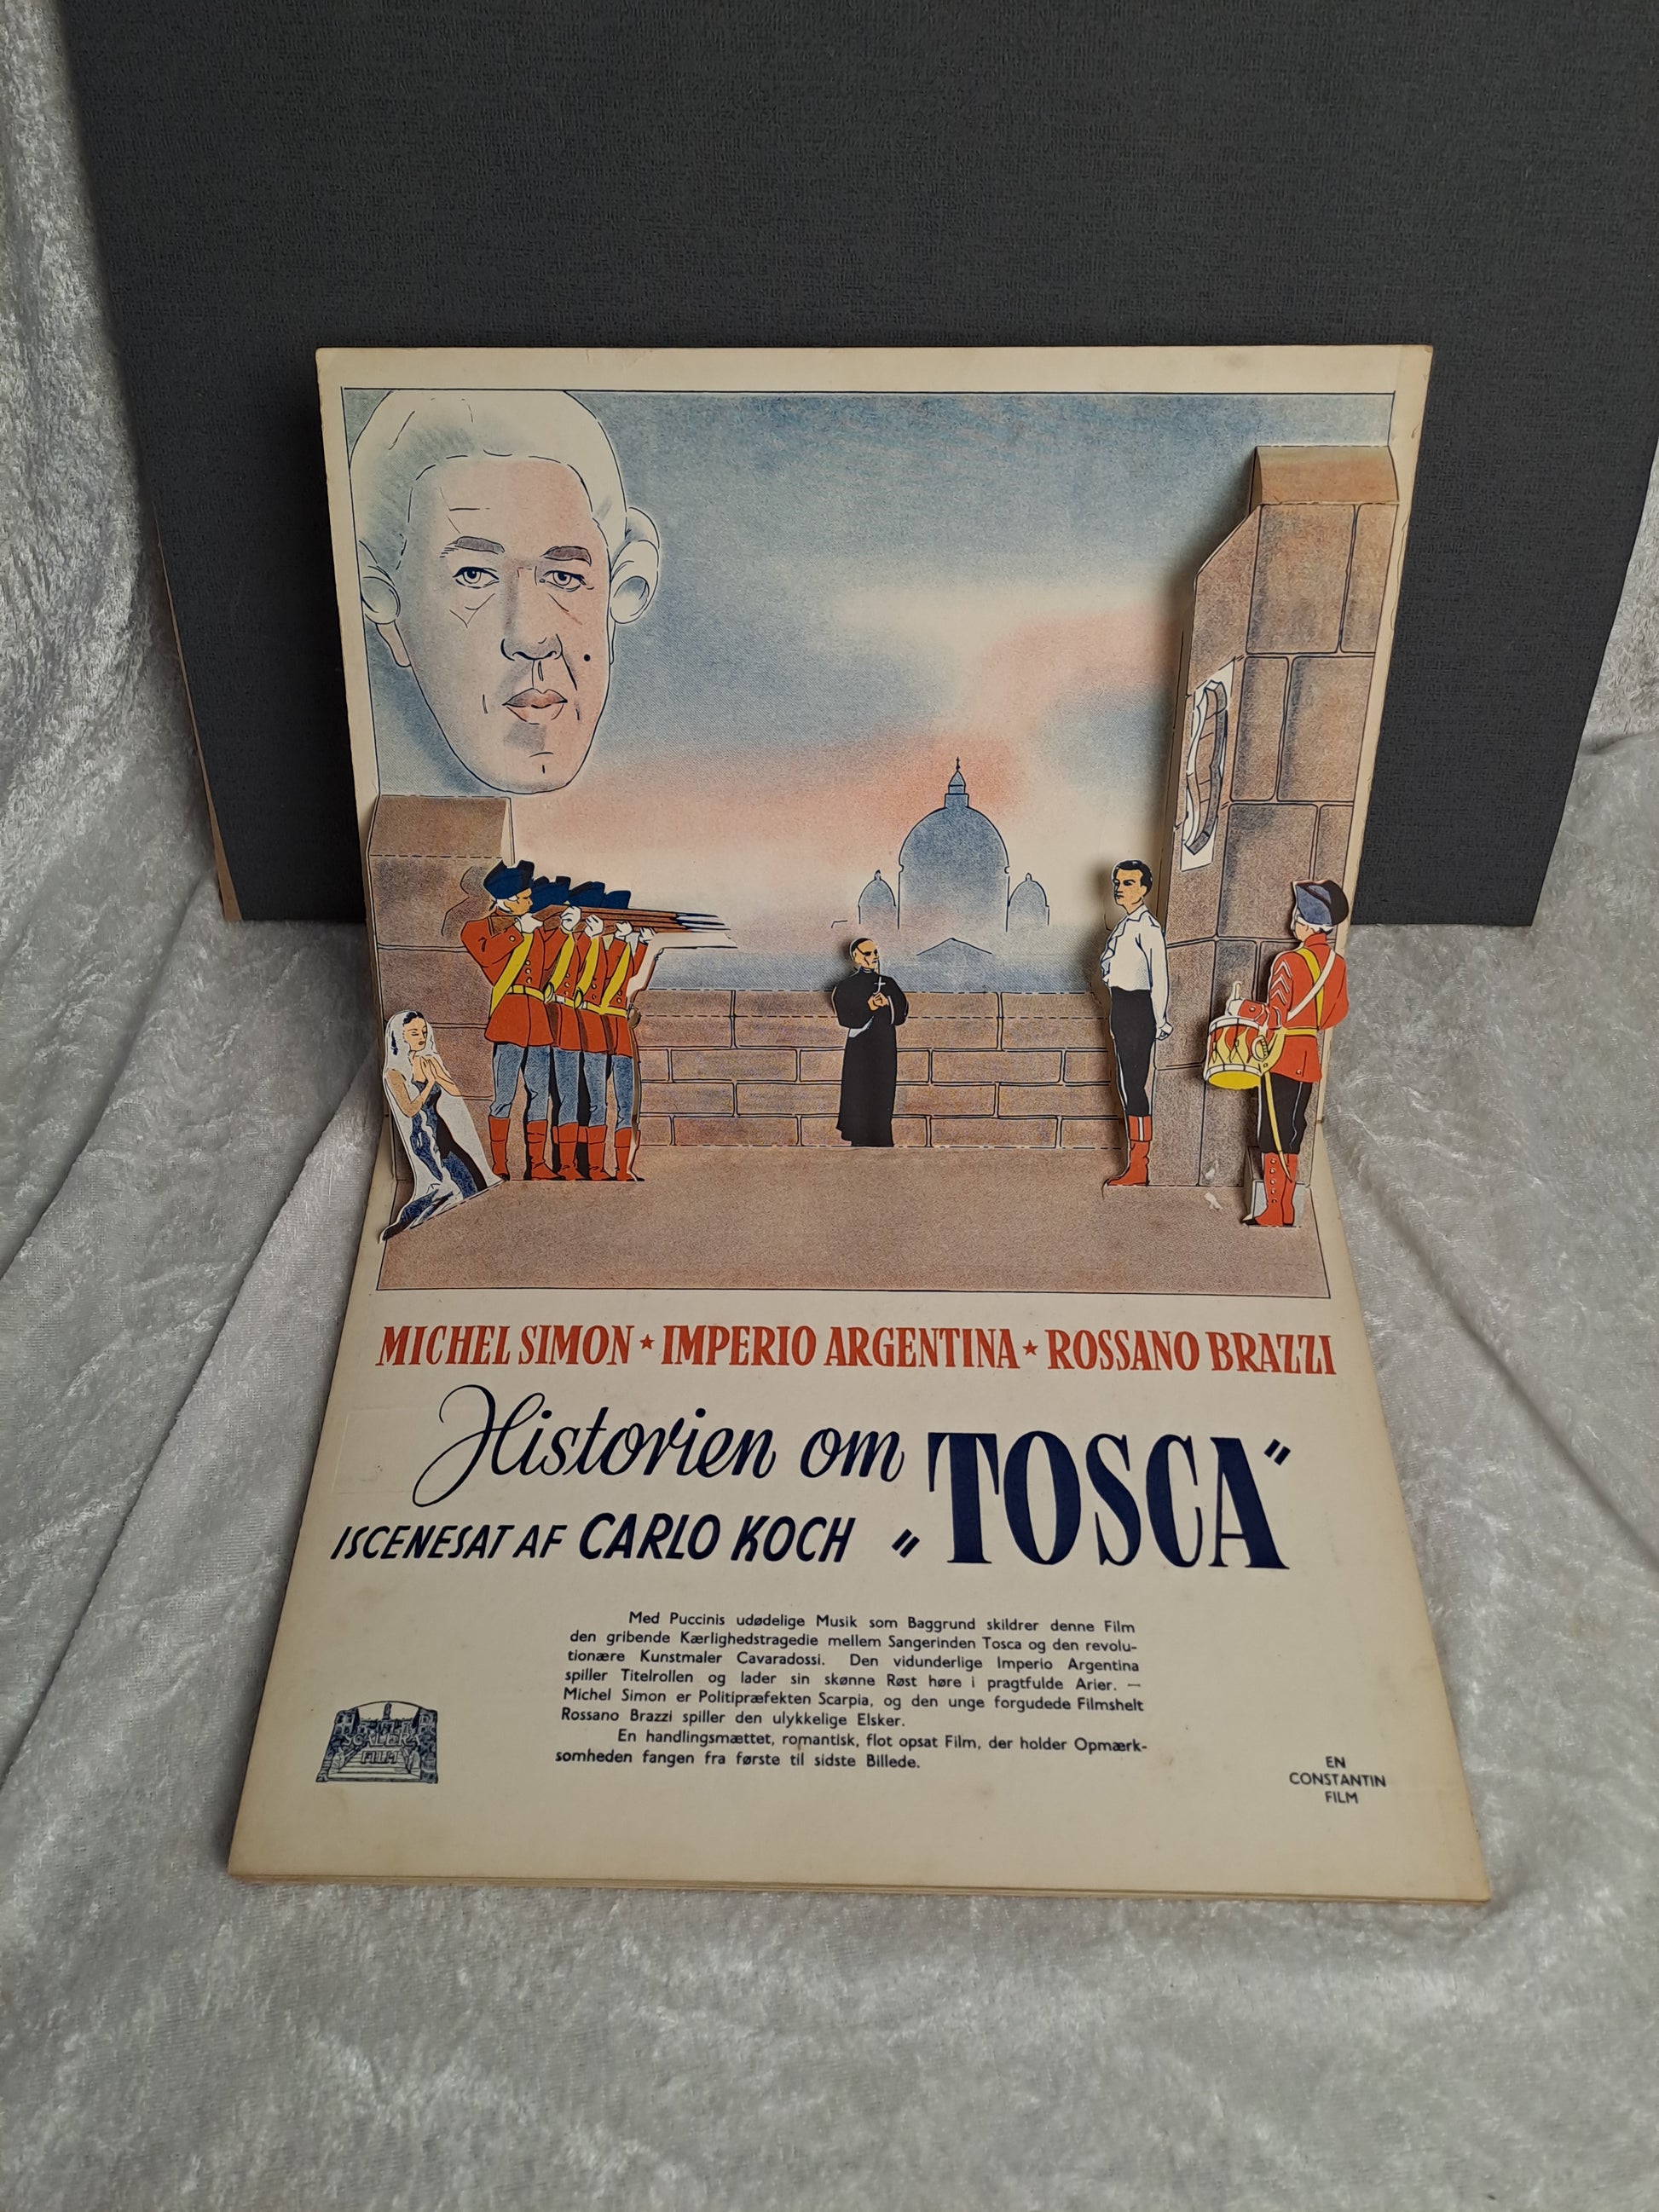 MICHEL SIMON ★ IMPERIO ARGENTINA ★ ROSSANO BRAZZI
Historien om „TOSCA”
ISCENESAT AF CARLO KOCH
Med Puccinis udødelige Musik som Baggrund skildrer denne Film
den gribende Kærlighedstragedie mellem Sangerinden Tosca og den revolu-
tionære Kunstmaler Cavaradossi. Den vidunderlige Imperio Argentina
spiller Titelrollen og lader sin skønne Røst høre i pragtfulde Arier. —
Michel Simon er Politipræfekten Scarpia, og den unge forgudede Filmshelt
Rossano Brazzi spiller den ulykkelige Elsker.
En handlingsmættet, romantisk, flot opsat Film, der holder Opmærk-
somheden fangen fra første til sidste Billede.
SCALERA
FILM
EN
CONSTANTIN
FILM